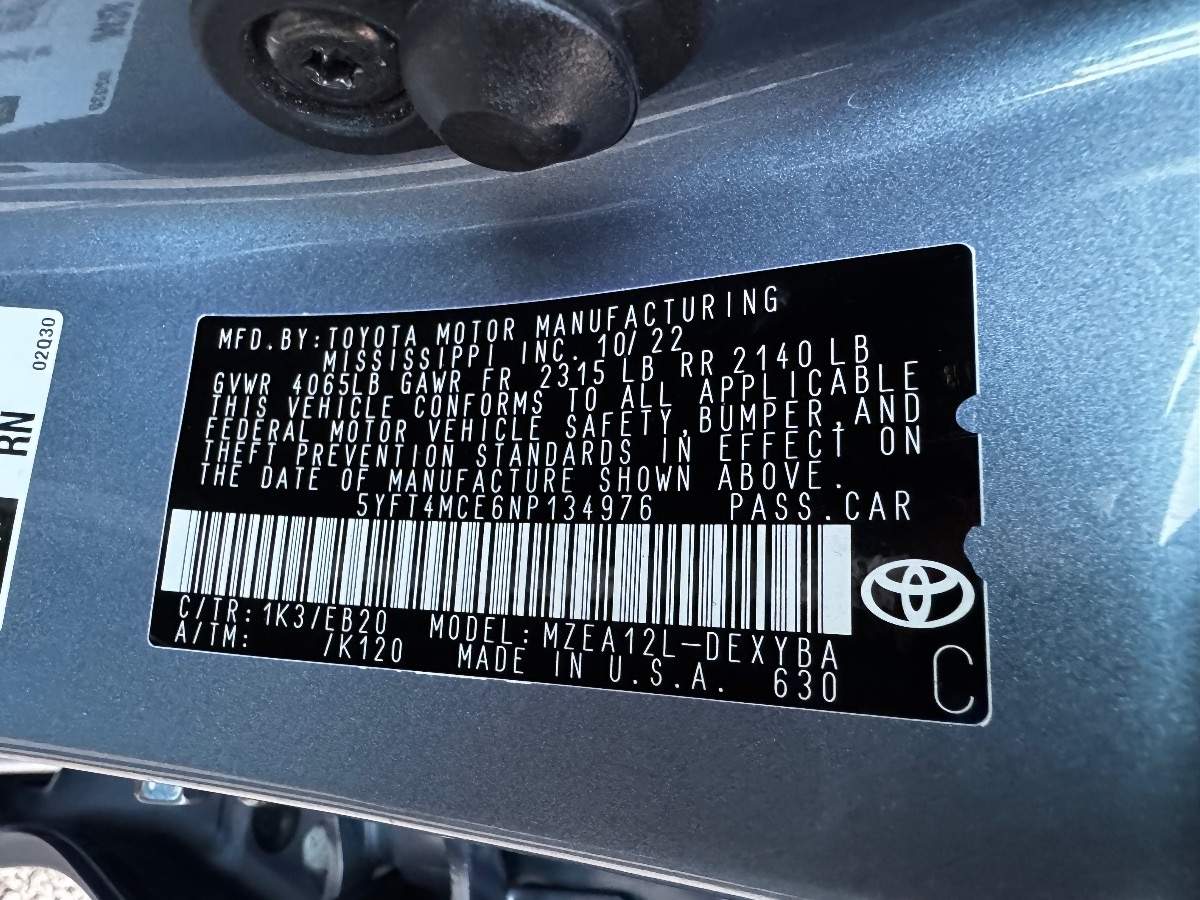 MFD.BY:TOYOTA MOTOR MANUFACTURING
MISSISSIPPI INC. 10/22
GVWR 4065LB GAWR FR 2315 LB RR 2140 LB
THIS VEHICLE CONFORMS TO ALL APPLICABLE
FEDERAL MOTOR VEHICLE SAFETY,BUMPER,AND
THEFT PREVENTION STANDARDS IN EFFECT ON
THE DATE OF MANUFACTURE SHOWN ABOVE.
5YFT4MCE6NP134976 PASS.CAR
C/TR:1K3/EB20 MODEL:MZEA12L-DEXYBA
A/TM: /K120 MADE IN U.S.A. 630
C
02Q30
RN